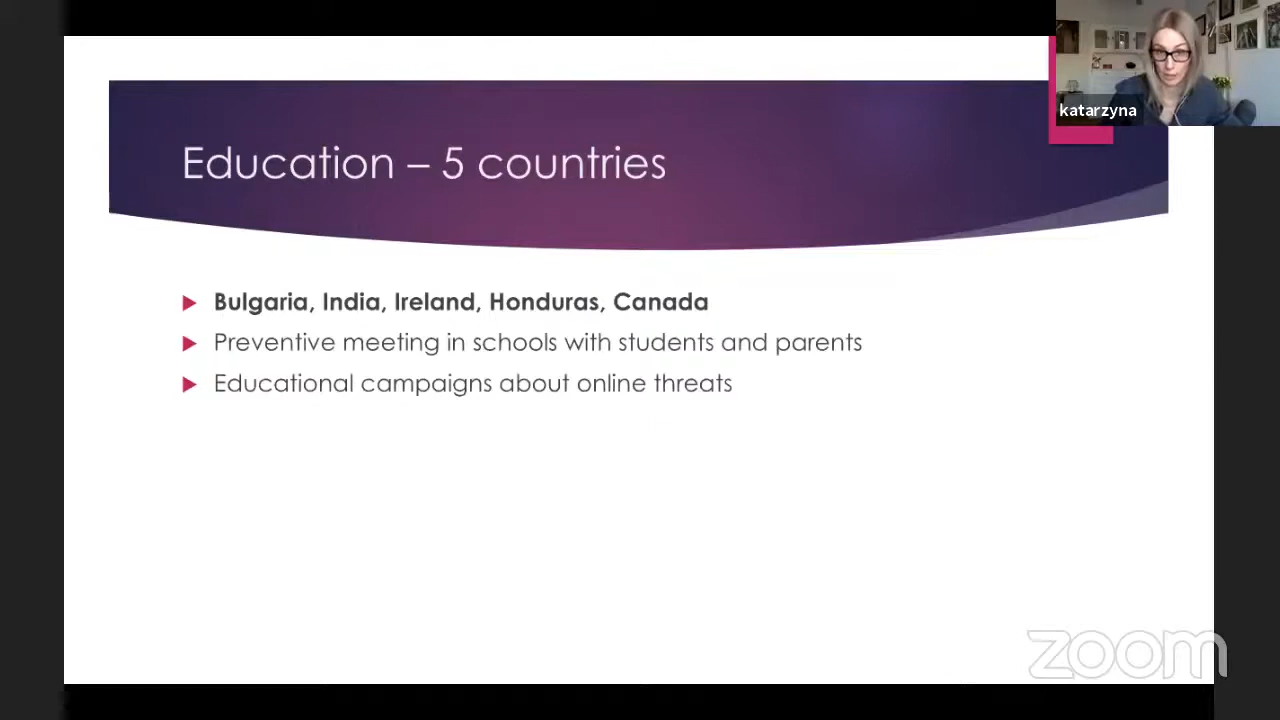 katarzyna
Education – 5 countries
Bulgaria, India, Ireland, Honduras, Canada
Preventive meeting in schools with students and parents
Educational campaigns about online threats
zoom